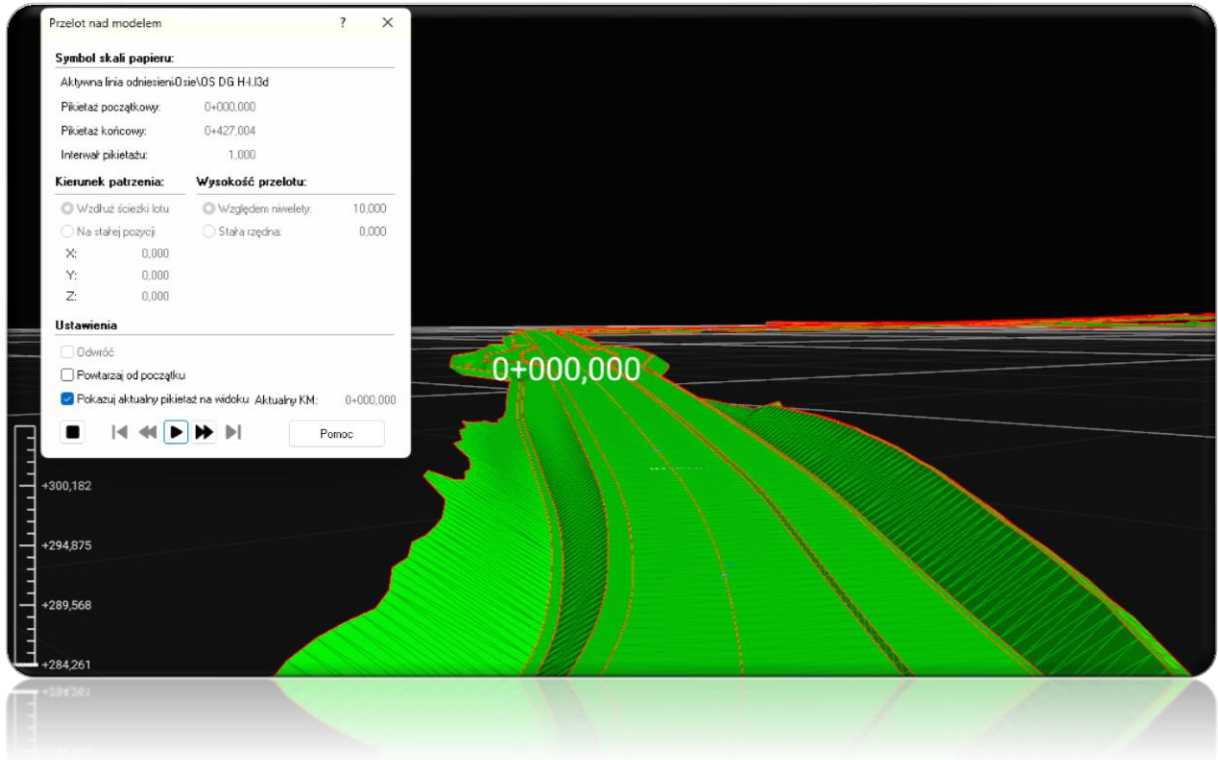 Przelot nad modelem ? ×
Symbol skali papieru:
Aktywna linia odniesieni Osie\OS DG H-I.l3d
Pikietaż początkowy: 0+000,000
Pikietaż końcowy: 0+427,004
Interwał pikietażu: 1,000
Kierunek patrzenia: Wysokość przelotu:
Wzdłuż ścieżki lotu Względem niwelety: 10,000
Na stałej pozycji Stała rzędna: 0,000
X: 0,000
Y: 0,000
Z: 0,000
Ustawienia
Odwróć
Powtarzaj od początku
Pokazuj aktualny pikietaż na widoku Aktualny KM: 0+000,000
Pomoc
0+000,000
+300,182
+294,875
+289,568
+284,261